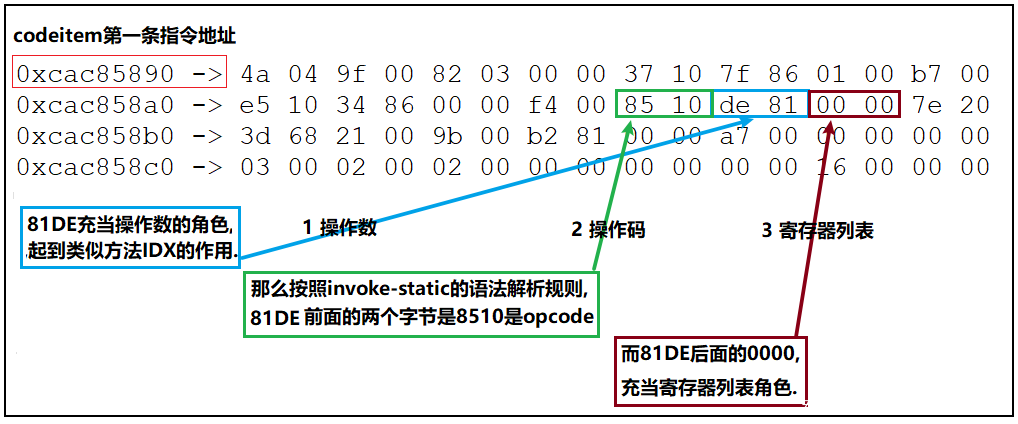 codeitem第一条指令地址
0xcac85890 -> 4a 04 9f 00 82 03 00 00 37 10 7f 86 01 00 b7 00
0xcac858a0 -> e5 10 34 86 00 00 f4 00 85 10 de 81 00 00 7e 20
0xcac858b0 -> 3d 68 21 00 9b 00 b2 81 00 00 a7 00 00 00 00 00
0xcac858c0 -> 03 00 02 00 02 00 00 00 00 00 00 00 16 00 00 00
81DE充当操作数的角色,
,起到类似方法IDX的作用.
1 操作数
2 操作码
3 寄存器列表
那么按照invoke-static的语法解析规则,
81DE 前面的两个字节是8510是opcode
而81DE后面的0000,
充当寄存器列表角色.